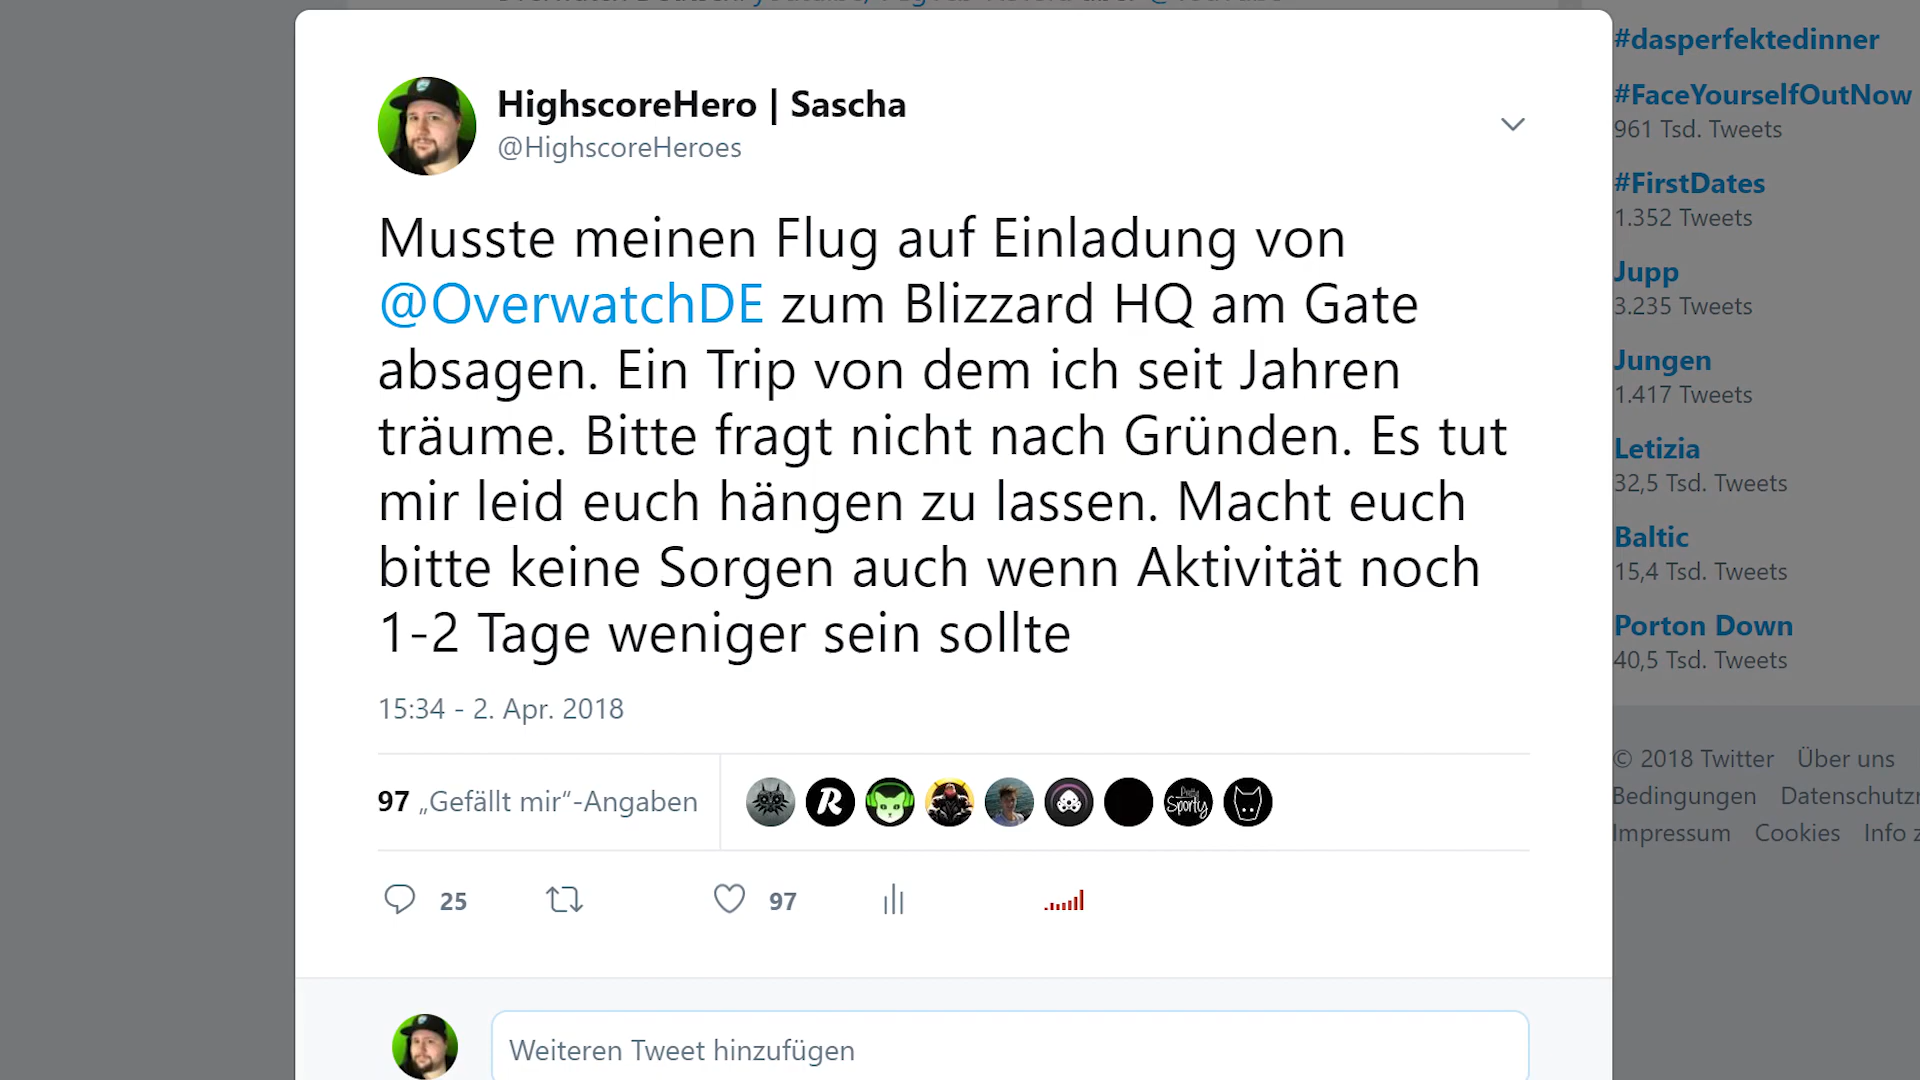 HighscoreHero | Sascha
@HighscoreHeroes
Musste meinen Flug auf Einladung von
@OverwatchDE zum Blizzard HQ am Gate
absagen. Ein Trip von dem ich seit Jahren
träume. Bitte fragt nicht nach Gründen. Es tut
mir leid euch hängen zu lassen. Macht euch
bitte keine Sorgen auch wenn Aktivität noch
1-2 Tage weniger sein sollte
15:34 - 2. Apr. 2018
97 „Gefällt mir“-Angaben
R
Sporty
25
97
Weiteren Tweet hinzufügen
#dasperfektedinner
#FaceYourselfOutNow
961 Tsd. Tweets
#FirstDates
1.352 Tweets
Jupp
3.235 Tweets
Jungen
1.417 Tweets
Letizia
32,5 Tsd. Tweets
Baltic
15,4 Tsd. Tweets
Porton Down
40,5 Tsd. Tweets
© 2018 Twitter Über uns
Bedingungen
Impressum Cookies Info